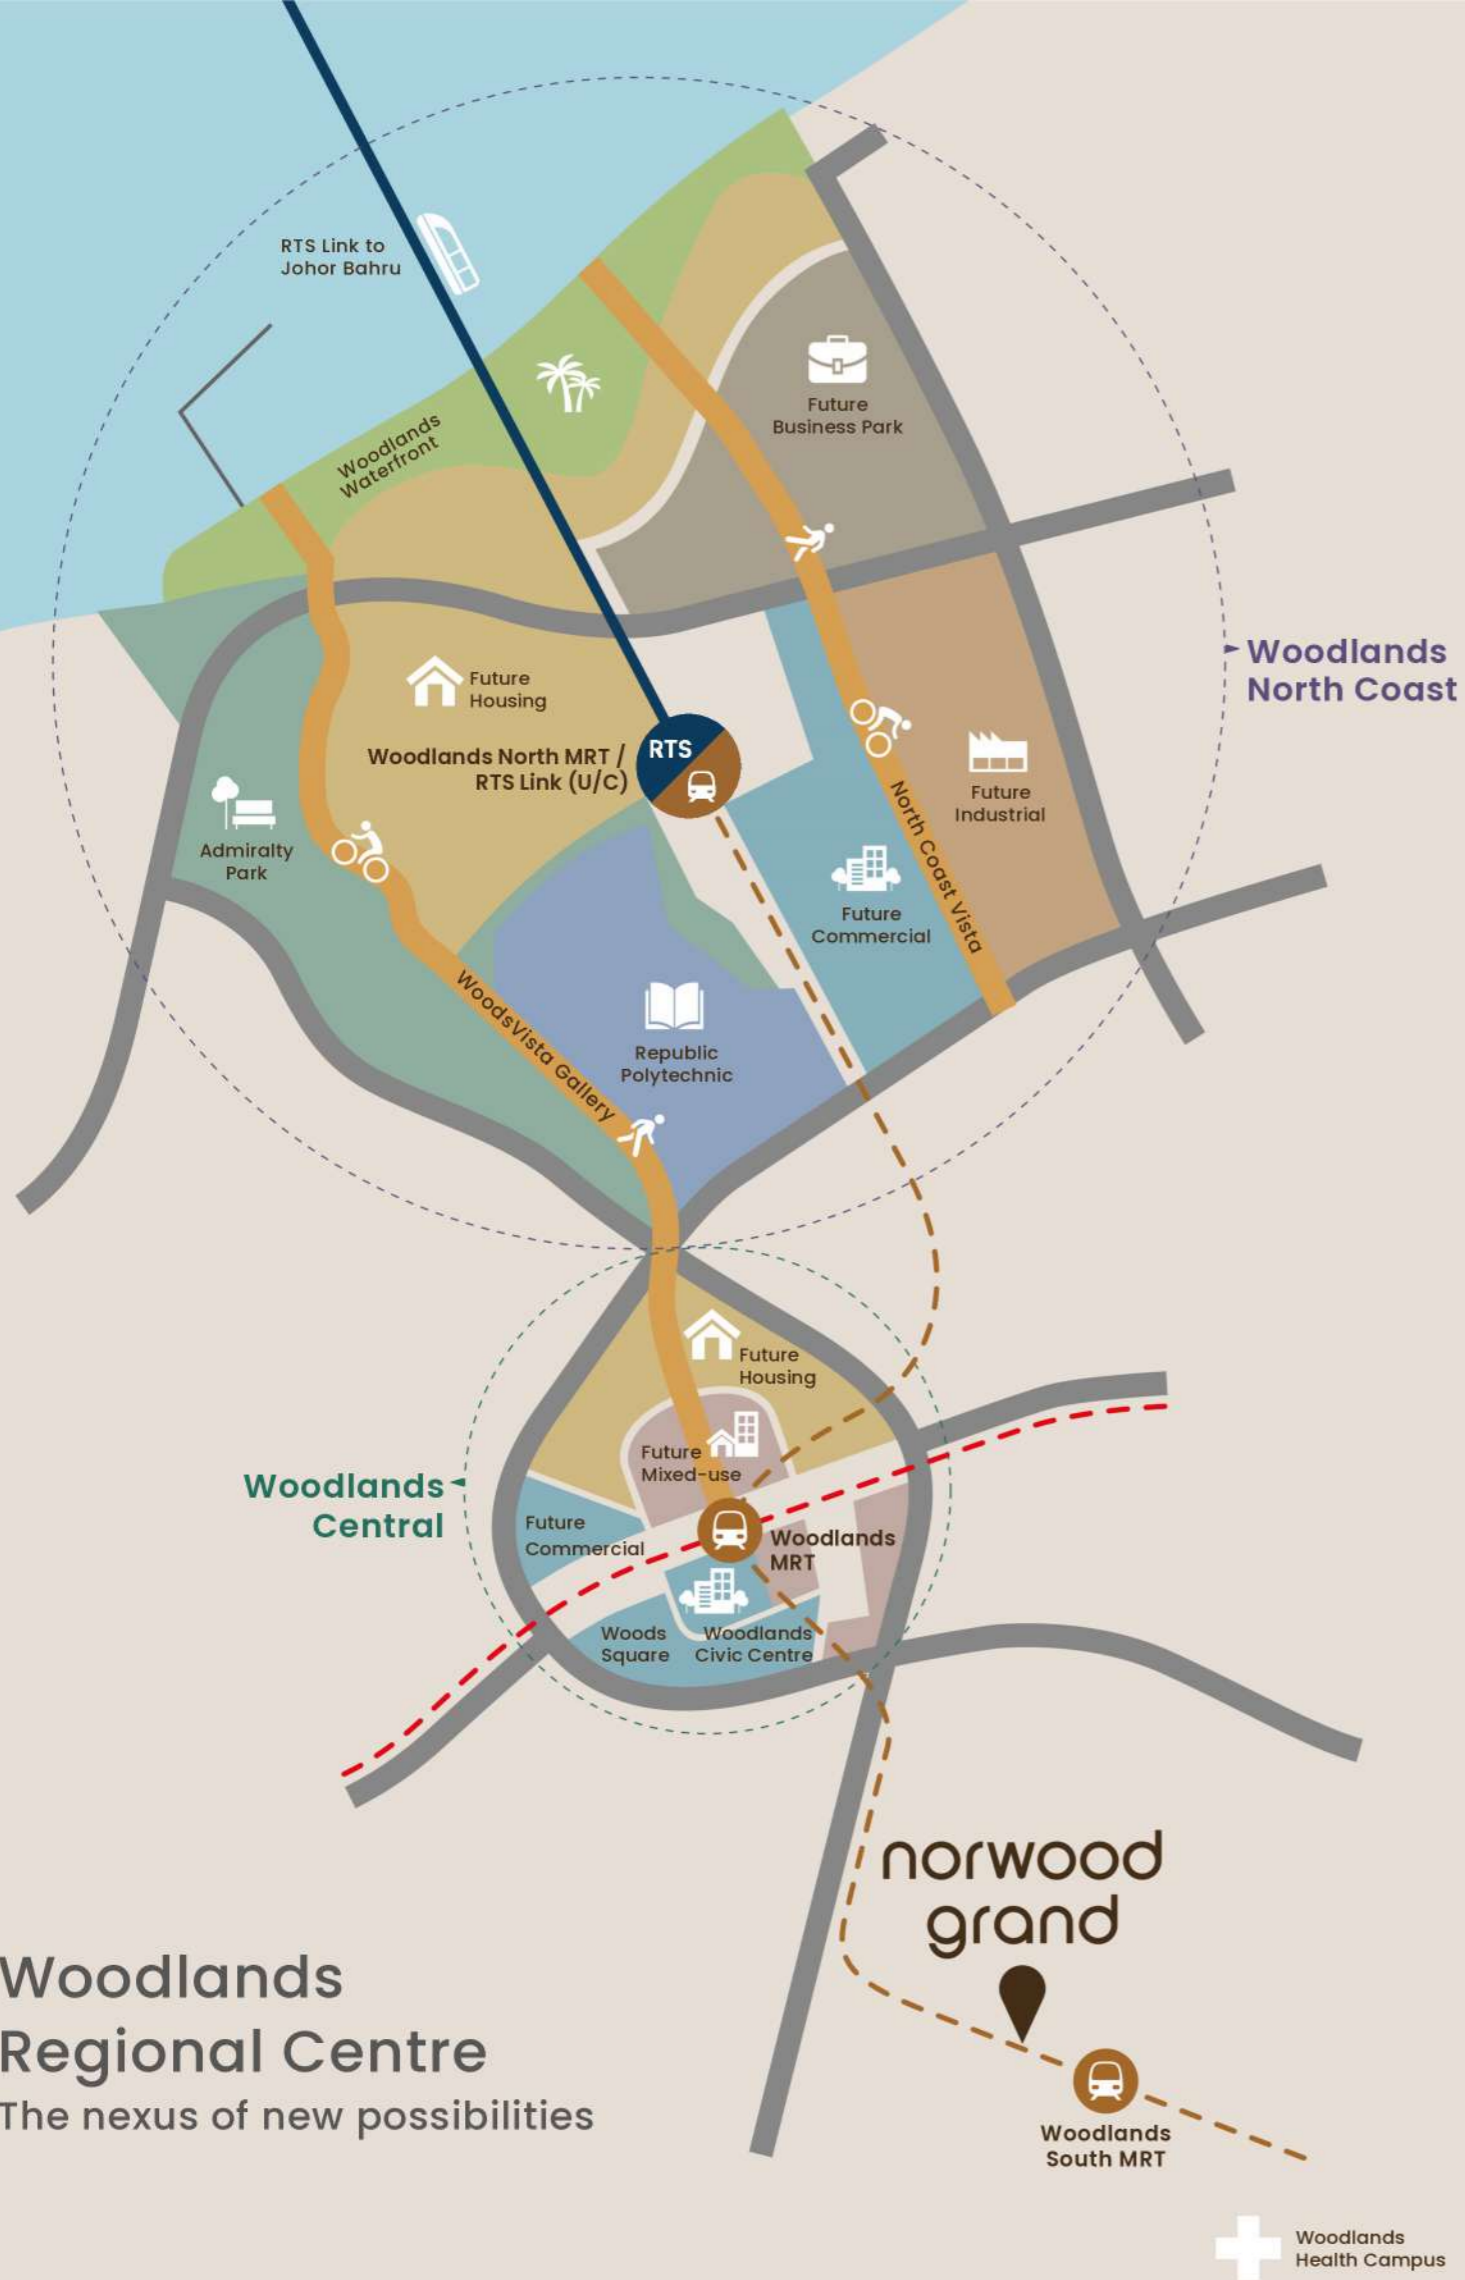 RTS Link to
Johor Bahru
Woodlands
Waterfront
Future
Business Park
Woodlands
North Coast
Future
Housing
Woodlands North MRT /
RTS Link (U/C)
RTS
Future
Industrial
North Coast Vista
Admiralty
Park
Future
Commercial
WoodsVista Gallery
Republic
Polytechnic
Future
Housing
Future
Mixed-use
Woodlands
Central
Future
Commercial
Woodlands
MRT
Woods
Square
Woodlands
Civic Centre
norwood
grand
Woodlands
Regional Centre
The nexus of new possibilities
Woodlands
South MRT
Woodlands
Health Campus